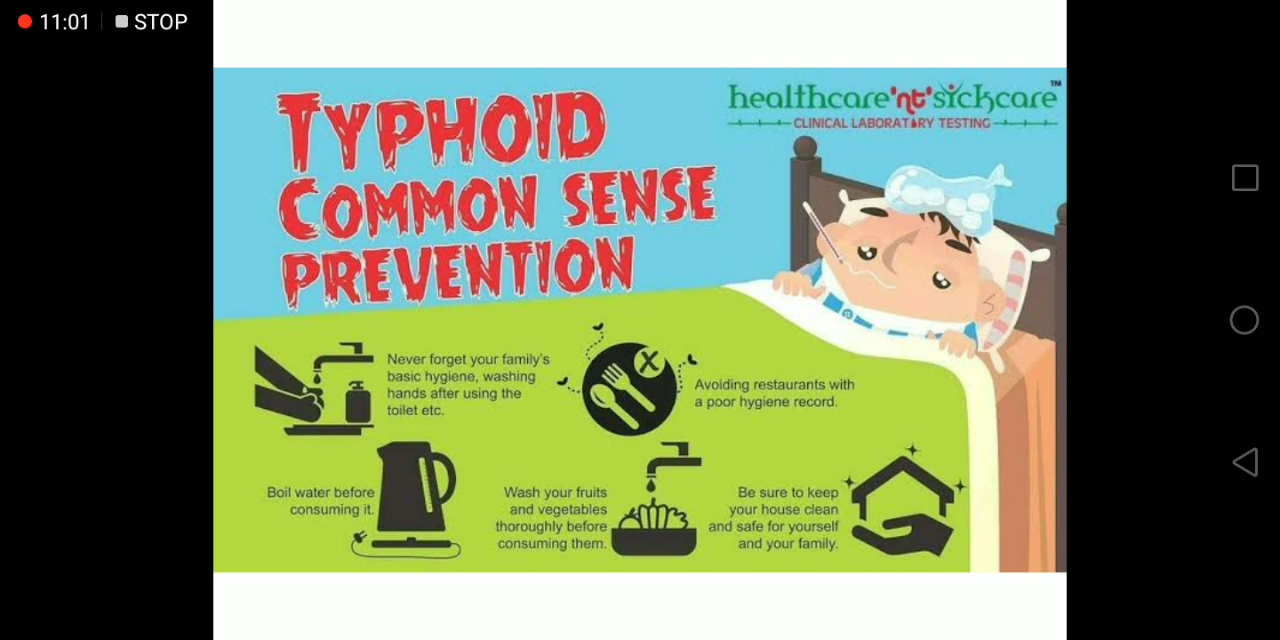 11:01 STOP
healthcare'nt'sickcare™
CLINICAL LABORATORY TESTING
TYPHOID
COMMON SENSE
PREVENTION
Never forget your family's
basic hygiene, washing
hands after using the
toilet etc.
Avoiding restaurants with
a poor hygiene record.
Boil water before
consuming it.
Wash your fruits
and vegetables
thoroughly before
consuming them.
Be sure to keep
your house clean
and safe for yourself
and your family.